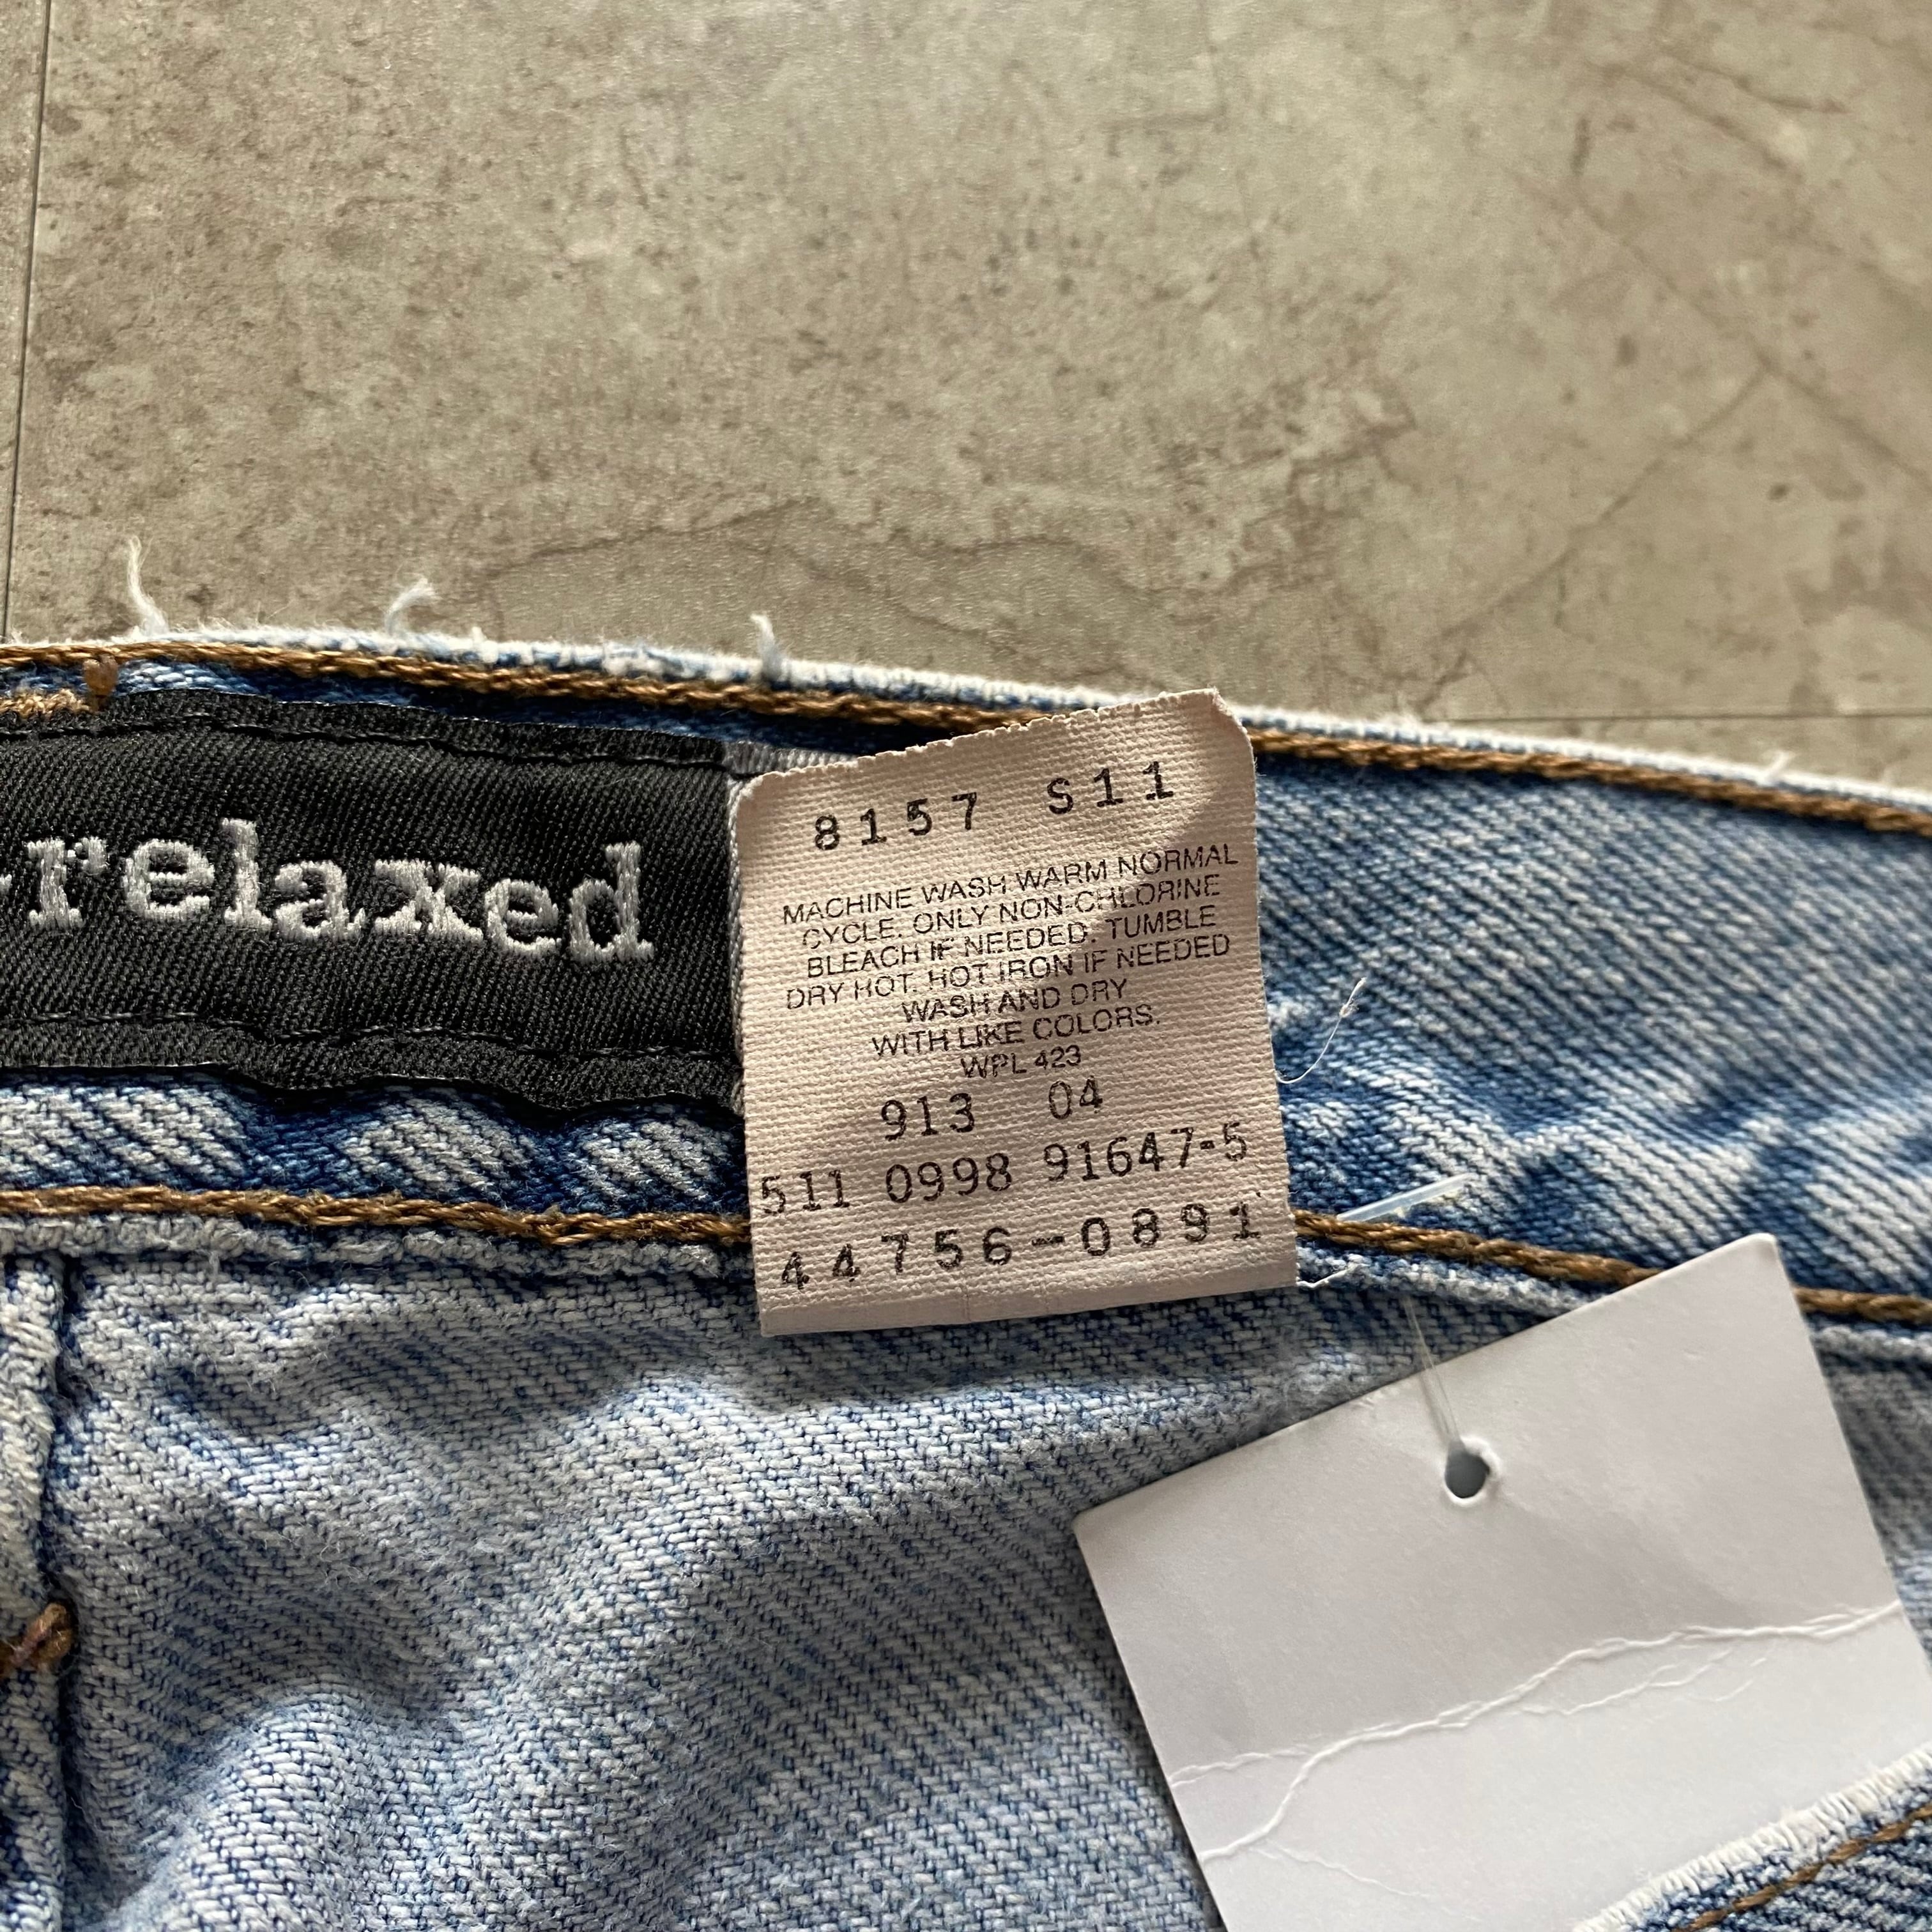 -relaxed
8157 S11
MACHINE WASH WARM NORMAL
CYCLE. ONLY NON-CHLORINE
BLEACH IF NEEDED. TUMBLE
DRY HOT. HOT IRON IF NEEDED
WASH AND DRY
WITH LIKE COLORS.
WPL 423
913 04
511 0998 91647-5
44756-0891